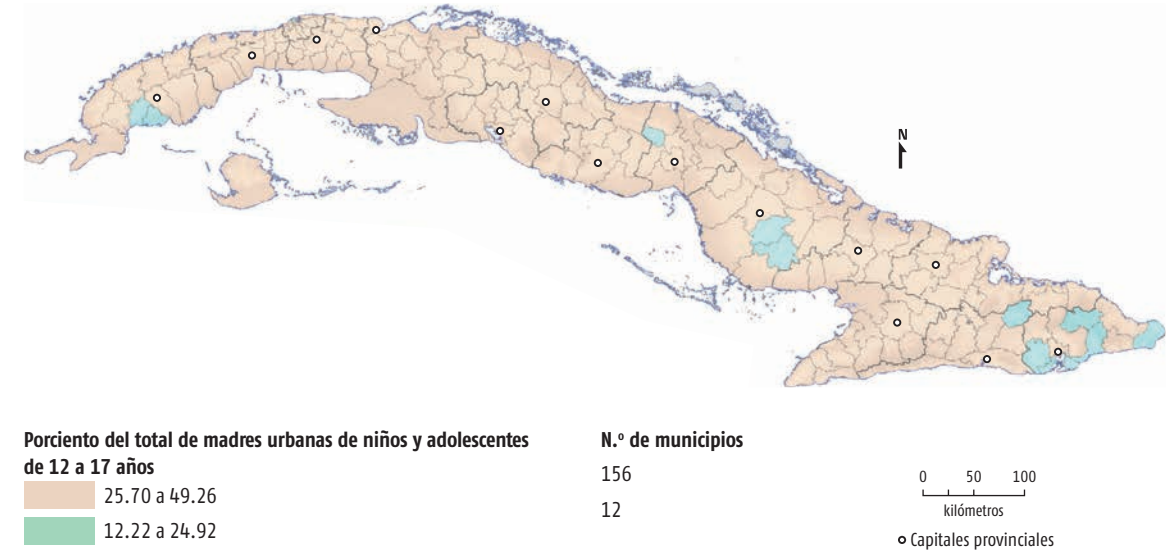 N
Porciento del total de madres urbanas de niños y adolescentes
de 12 a 17 años
25.70 a 49.26
12.22 a 24.92
N.º de municipios
156
12
0 50 100
kilómetros
Capitales provinciales